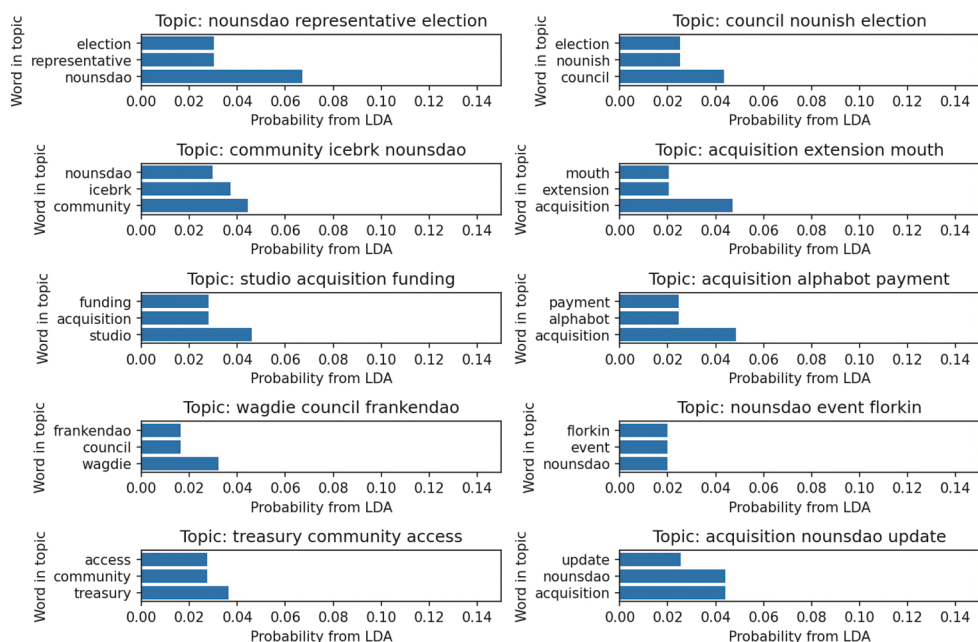 Topic: nounsdao representative election
Word in topic
election
representative
nounsdao
0.00 0.02 0.04 0.06 0.08 0.10 0.12 0.14
Probability from LDA
Topic: council nounish election
Word in topic
election
nounish
council
0.00 0.02 0.04 0.06 0.08 0.10 0.12 0.14
Probability from LDA
Topic: community icebrk nounsdao
Word in topic
nounsdao
icebrk
community
0.00 0.02 0.04 0.06 0.08 0.10 0.12 0.14
Probability from LDA
Topic: acquisition extension mouth
Word in topic
mouth
extension
acquisition
0.00 0.02 0.04 0.06 0.08 0.10 0.12 0.14
Probability from LDA
Topic: studio acquisition funding
Word in topic
funding
acquisition
studio
0.00 0.02 0.04 0.06 0.08 0.10 0.12 0.14
Probability from LDA
Topic: acquisition alphabot payment
Word in topic
payment
alphabot
acquisition
0.00 0.02 0.04 0.06 0.08 0.10 0.12 0.14
Probability from LDA
Topic: wagdie council frankendao
Word in topic
frankendao
council
wagdie
0.00 0.02 0.04 0.06 0.08 0.10 0.12 0.14
Probability from LDA
Topic: nounsdao event florkin
Word in topic
florkin
event
nounsdao
0.00 0.02 0.04 0.06 0.08 0.10 0.12 0.14
Probability from LDA
Topic: treasury community access
Word in topic
access
community
treasury
0.00 0.02 0.04 0.06 0.08 0.10 0.12 0.14
Probability from LDA
Topic: acquisition nounsdao update
Word in topic
update
nounsdao
acquisition
0.00 0.02 0.04 0.06 0.08 0.10 0.12 0.14
Probability from LDA